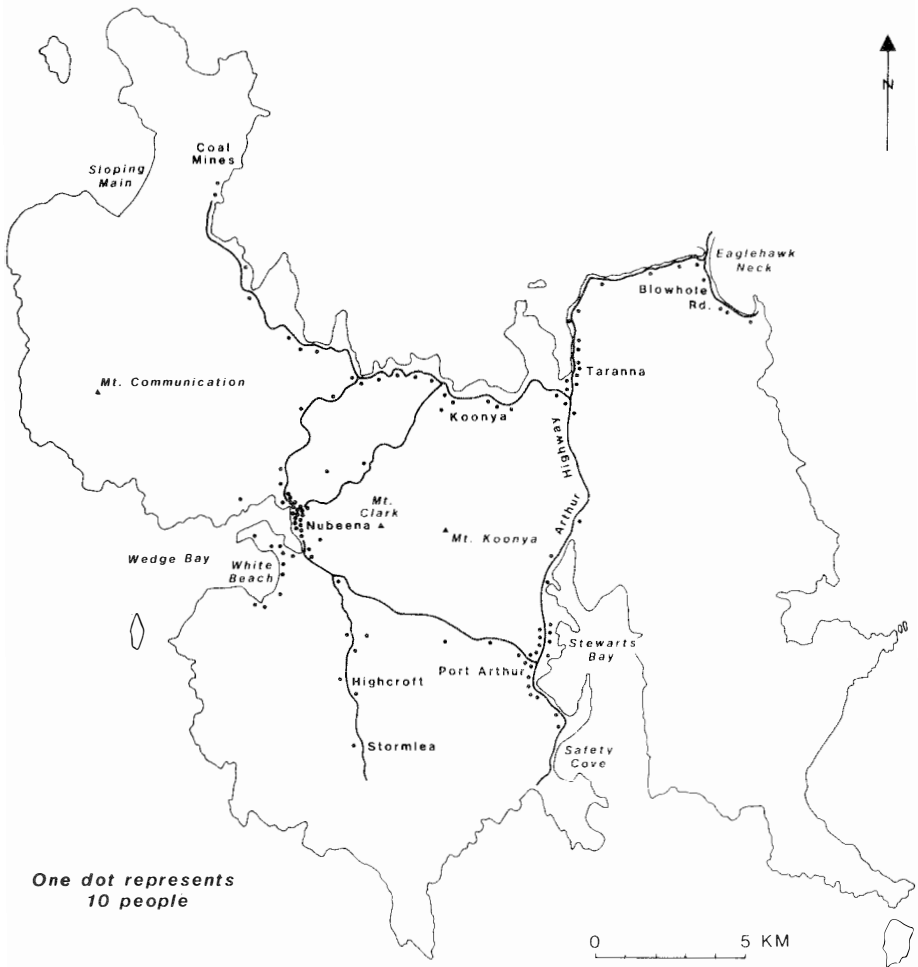 N
Coal
Mines
Sloping
Main
Eaglehawk
Neck
Blowhole
Rd.
Mt. Communication
Taranna
Koonya
Highway
Arthur
Mt.
Clark
Nubeena
Mt. Koonya
Wedge Bay
White
Beach
Stewarts
Bay
Port Arthur
Highcroft
Stormlea
Safety
Cove
One dot represents
10 people
0 5 KM